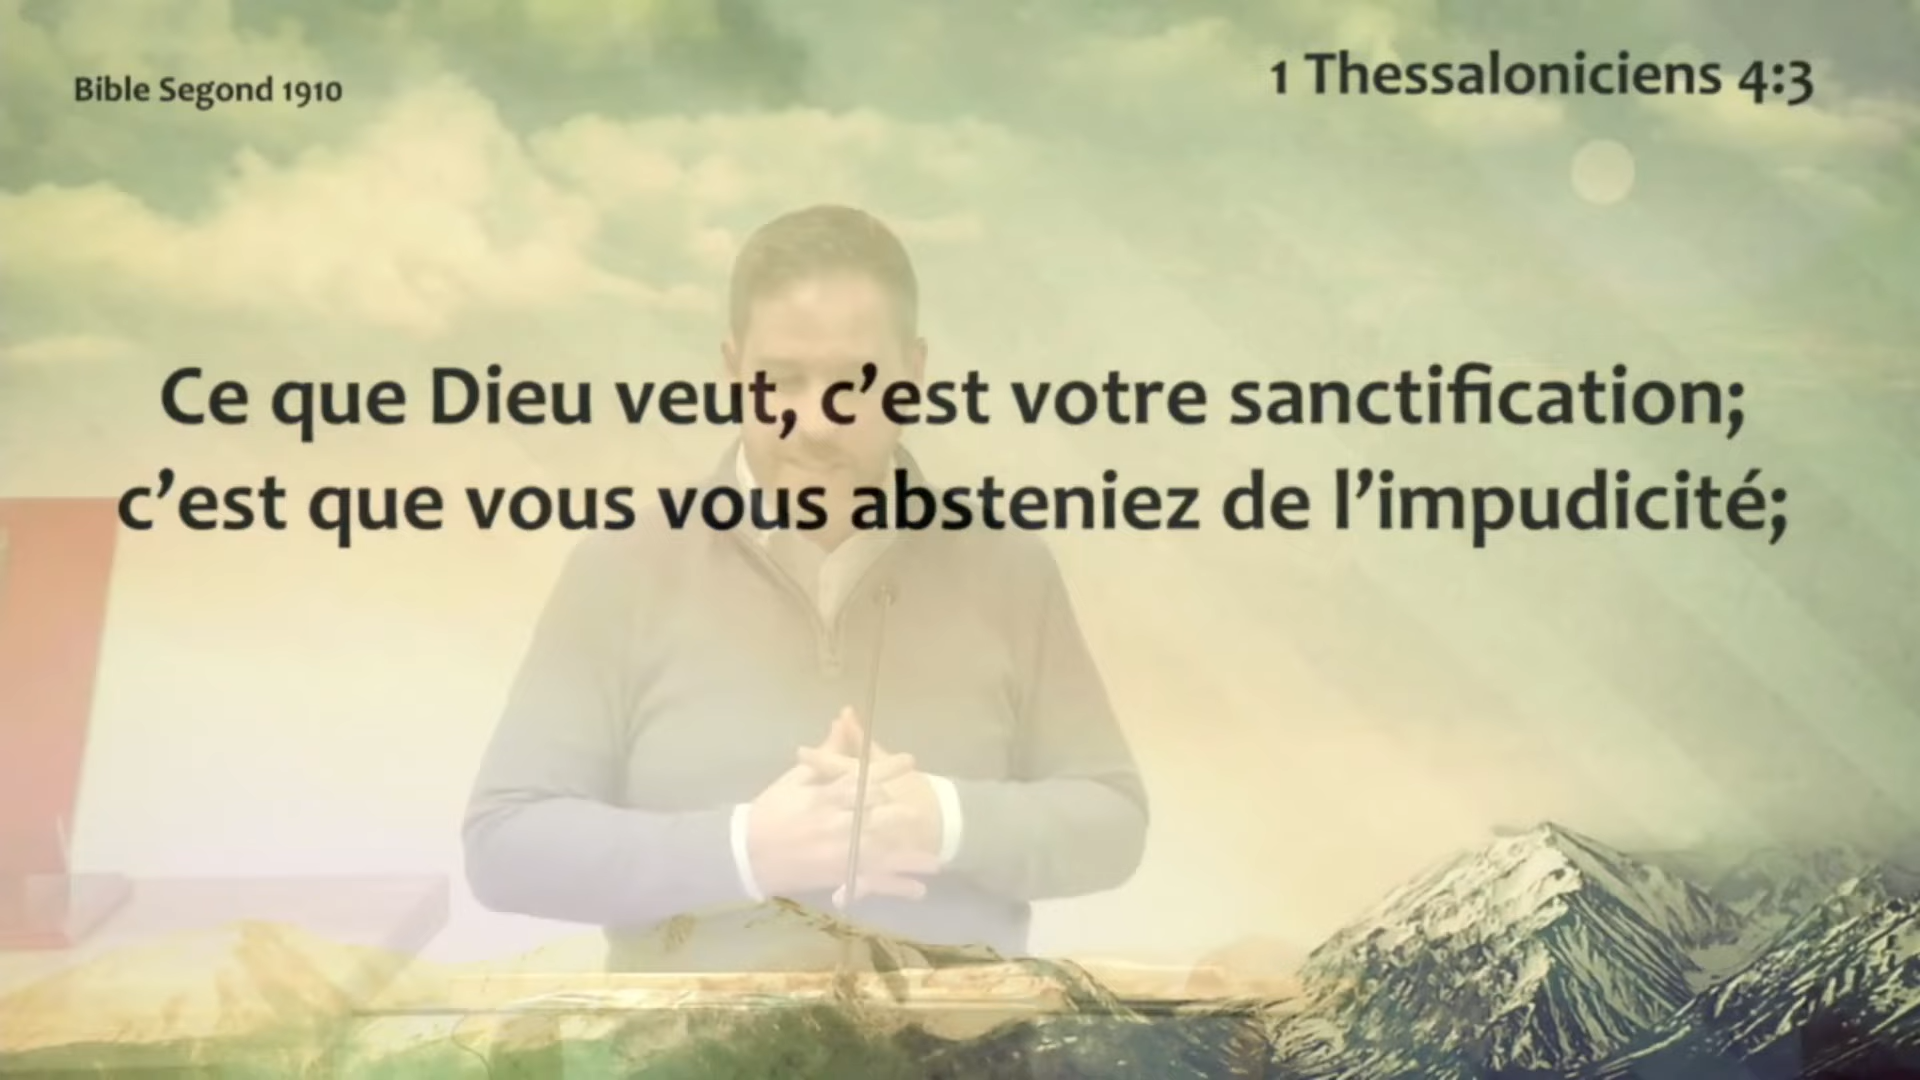 Bible Segond 1910
1 Thessaloniciens 4:3
Ce que Dieu veut, c’est votre sanctification;
c’est que vous vous absteniez de l’impudicité;